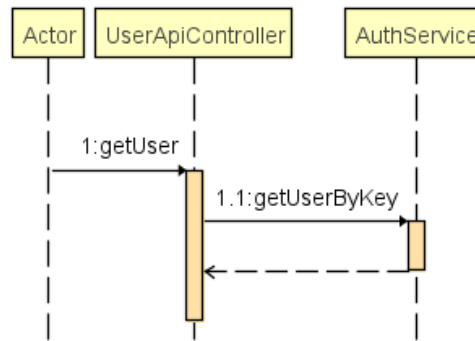 Actor
UserApiController
AuthService
1:getUser
1.1:getUserByKey